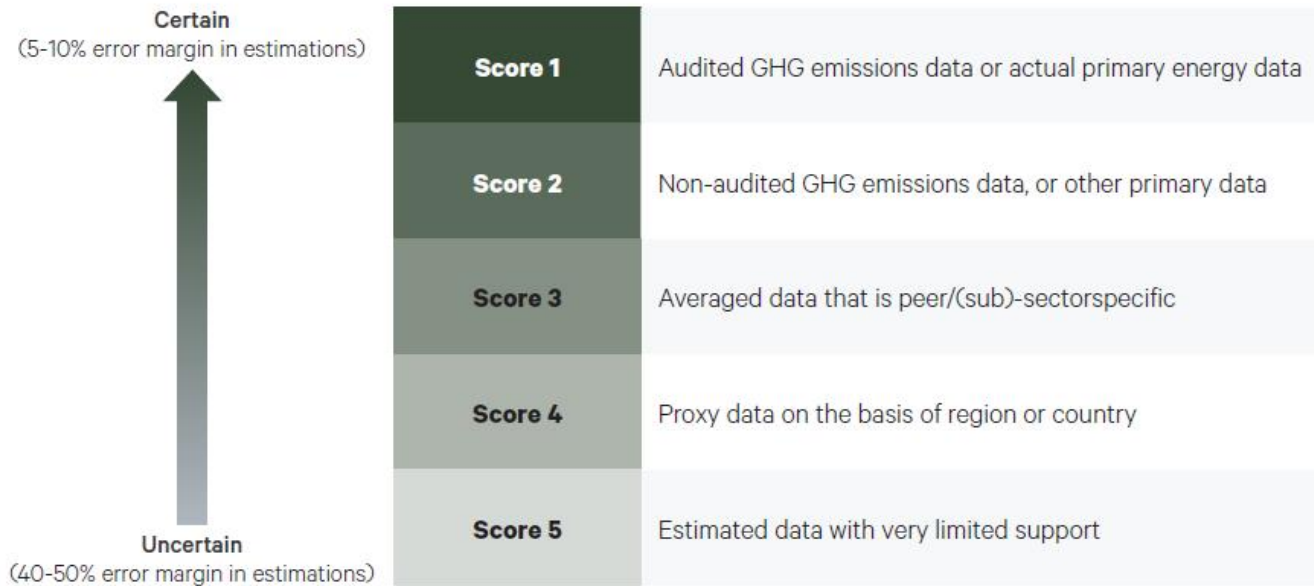 Certain
(5-10% error margin in estimations)
Score 1
Audited GHG emissions data or actual primary energy data
Score 2
Non-audited GHG emissions data, or other primary data
Score 3
Averaged data that is peer/(sub)-sectorspecific
Score 4
Proxy data on the basis of region or country
Score 5
Estimated data with very limited support
Uncertain
(40-50% error margin in estimations)